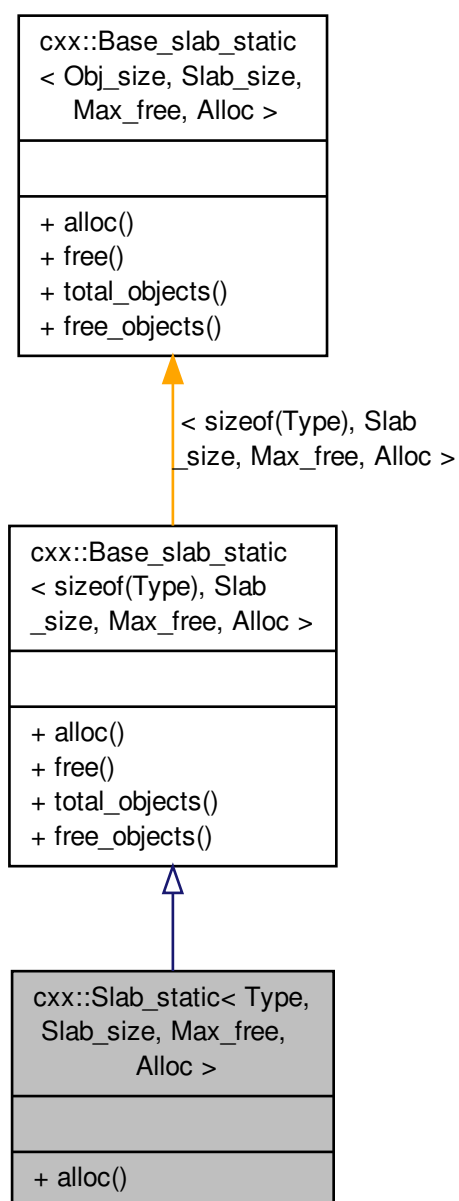 cxx::Base_slab_static
< Obj_size, Slab_size,
Max_free, Alloc >
+ alloc()
+ free()
+ total_objects()
+ free_objects()
< sizeof(Type), Slab
_size, Max_free, Alloc >
cxx::Base_slab_static
< sizeof(Type), Slab
_size, Max_free, Alloc >
+ alloc()
+ free()
+ total_objects()
+ free_objects()
cxx::Slab_static< Type,
Slab_size, Max_free,
Alloc >
+ alloc()